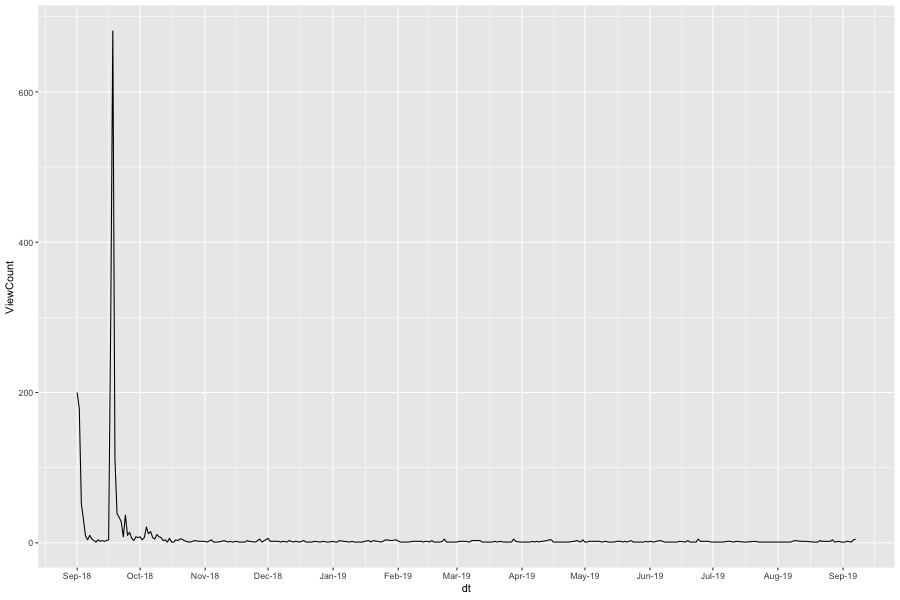 600
400
200
0
ViewCount
Sep-18 Oct-18 Nov-18 Dec-18 Jan-19 Feb-19 Mar-19 Apr-19 May-19 Jun-19 Jul-19 Aug-19 Sep-19
dt